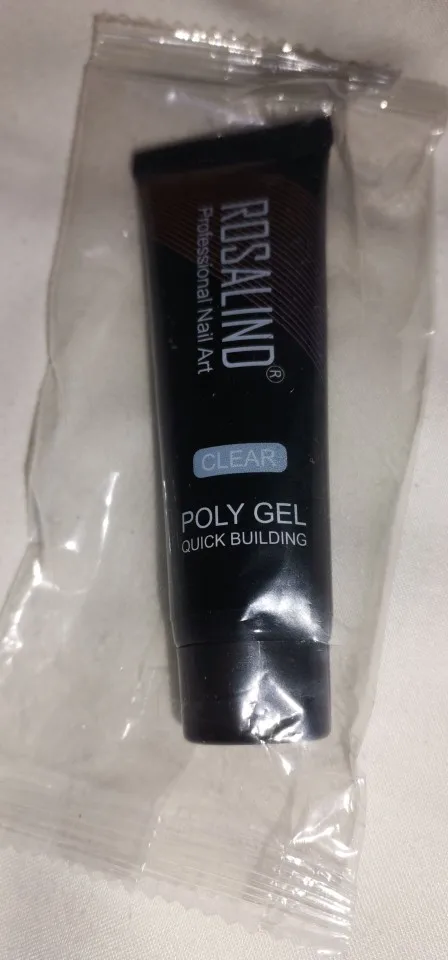 ROSALIND®
Professional Nail Art
CLEAR
POLY GEL
QUICK BUILDING